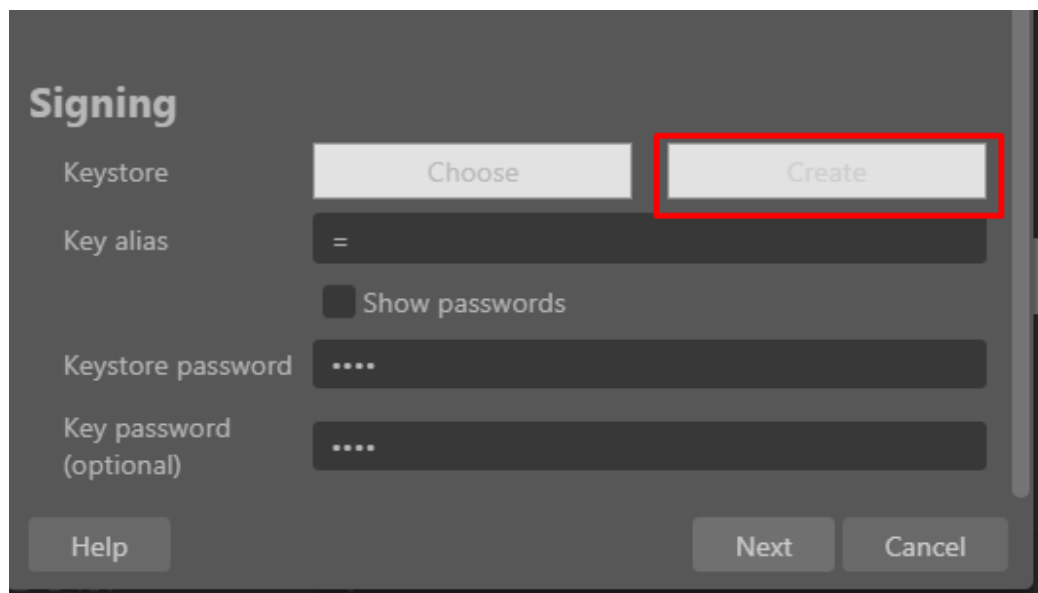 Signing
Keystore
Choose
Create
Key alias
=
Show passwords
Keystore password
••••
Key password
(optional)
••••
Help
Next
Cancel